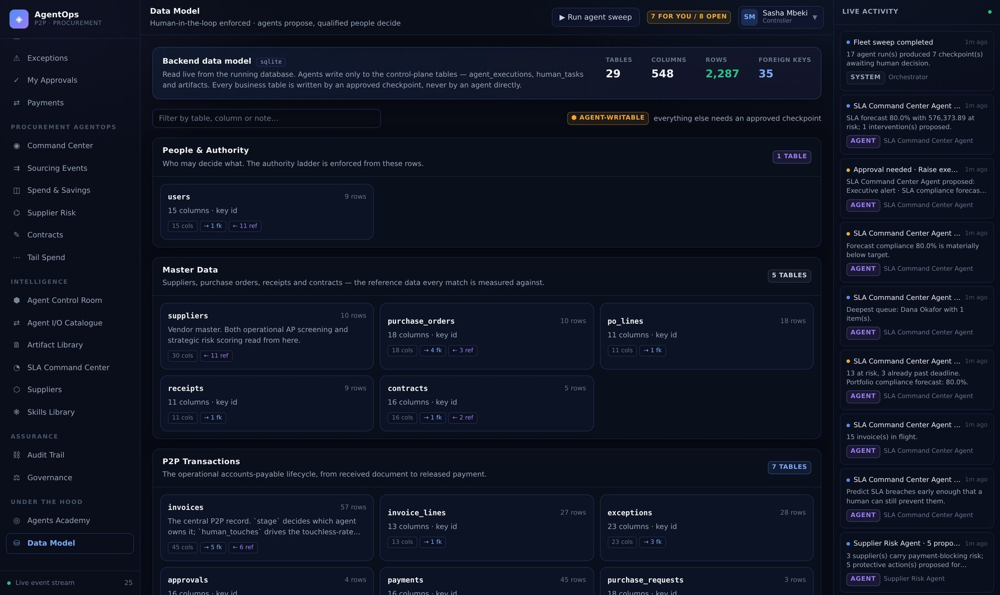 AgentOps
P2P · PROCUREMENT
Exceptions
My Approvals
Payments
PROCUREMENT AGENTOPS
Command Center
Sourcing Events
Spend & Savings
Supplier Risk
Contracts
Tail Spend
INTELLIGENCE
Agent Control Room
Agent I/O Catalogue
Artifact Library
SLA Command Center
Suppliers
Skills Library
ASSURANCE
Audit Trail
Governance
UNDER THE HOOD
Agents Academy
Data Model
Live event stream 25
Data Model
Human-in-the-loop enforced · agents propose, qualified people decide
▶ Run agent sweep
7 FOR YOU / 8 OPEN
SM
Sasha Mbeki
Controller
Backend data model sqlite
Read live from the running database. Agents write only to the control-plane tables — agent_executions, human_tasks
and artifacts. Every business table is written by an approved checkpoint, never by an agent directly.
TABLES COLUMNS ROWS FOREIGN KEYS
29 548 2,287 35
Filter by table, column or note...
⬢ AGENT-WRITABLE everything else needs an approved checkpoint
People & Authority
Who may decide what. The authority ladder is enforced from these rows.
1 TABLE
users 9 rows
15 columns · key id
15 cols → 1 fk ← 11 ref
Master Data
Suppliers, purchase orders, receipts and contracts — the reference data every match is measured against.
5 TABLES
suppliers 10 rows
Vendor master. Both operational AP screening and
strategic risk scoring read from here.
30 cols ← 11 ref
purchase_orders 10 rows
18 columns · key id
18 cols → 4 fk ← 3 ref
po_lines 18 rows
11 columns · key id
11 cols → 1 fk
receipts 9 rows
11 columns · key id
11 cols → 1 fk
contracts 5 rows
16 columns · key id
16 cols → 1 fk ← 2 ref
P2P Transactions
The operational accounts-payable lifecycle, from received document to released payment.
7 TABLES
invoices 57 rows
The central P2P record. `stage` decides which agent
owns it; `human_touches` drives the touchless-rate...
45 cols → 5 fk ← 6 ref
invoice_lines 27 rows
13 columns · key id
13 cols → 1 fk
exceptions 28 rows
23 columns · key id
23 cols → 3 fk
approvals 4 rows
16 columns · key id
payments 45 rows
16 columns · key id
purchase_requests 3 rows
18 columns · key id
LIVE ACTIVITY
Fleet sweep completed 1m ago
17 agent run(s) produced 7 checkpoint(s)
awaiting human decision.
SYSTEM Orchestrator
SLA Command Center Agent ... 1m ago
SLA forecast 80.0% with 576,373.89 at
risk; 1 intervention(s) proposed.
AGENT SLA Command Center Agent
Approval needed · Raise exe... 1m ago
SLA Command Center Agent proposed:
Executive alert · SLA compliance forecas...
AGENT SLA Command Center Agent
SLA Command Center Agent ... 1m ago
Forecast compliance 80.0% is materially
below target.
AGENT SLA Command Center Agent
SLA Command Center Agent ... 1m ago
Deepest queue: Dana Okafor with 1
item(s).
AGENT SLA Command Center Agent
SLA Command Center Agent ... 1m ago
13 at risk, 3 already past deadline.
Portfolio compliance forecast: 80.0%.
AGENT SLA Command Center Agent
SLA Command Center Agent ... 1m ago
15 invoice(s) in flight.
AGENT SLA Command Center Agent
SLA Command Center Agent ... 1m ago
Predict SLA breaches early enough that a
human can still prevent them.
AGENT SLA Command Center Agent
Supplier Risk Agent · 5 propo... 1m ago
3 supplier(s) carry payment-blocking risk;
5 protective action(s) proposed for...
AGENT Supplier Risk Agent